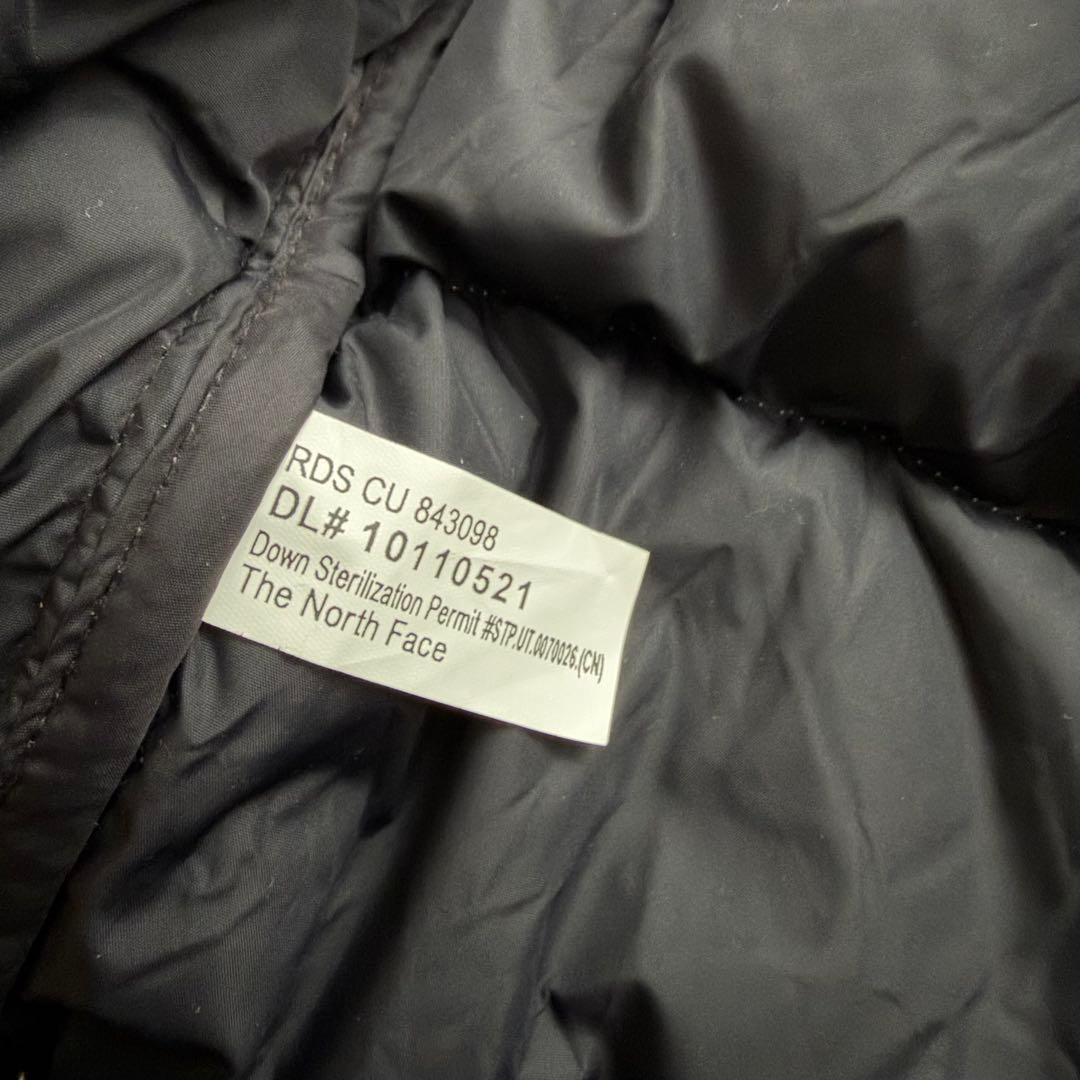 RDS CU 843098
DL# 10110521
Down Sterilization Permit #STP.UT.0070026.(CN)
The North Face